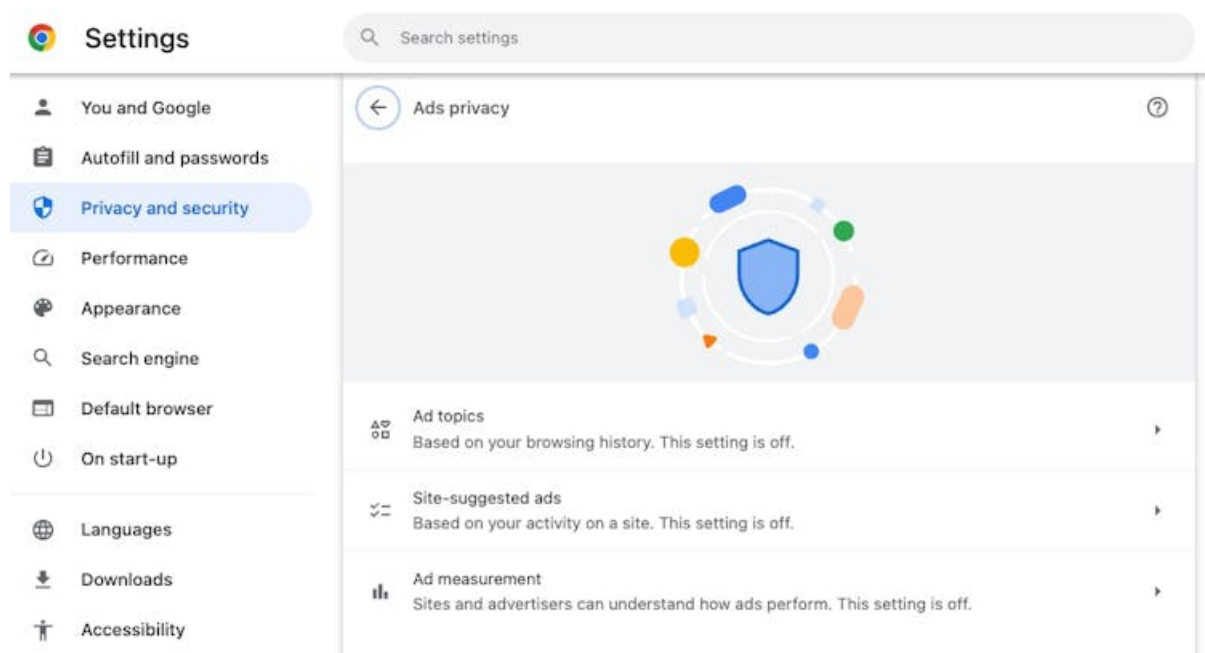 Settings
Search settings
You and Google
Autofill and passwords
Privacy and security
Performance
Appearance
Search engine
Default browser
On start-up
Languages
Downloads
Accessibility
Ads privacy
Ad topics
Based on your browsing history. This setting is off.
Site-suggested ads
Based on your activity on a site. This setting is off.
Ad measurement
Sites and advertisers can understand how ads perform. This setting is off.